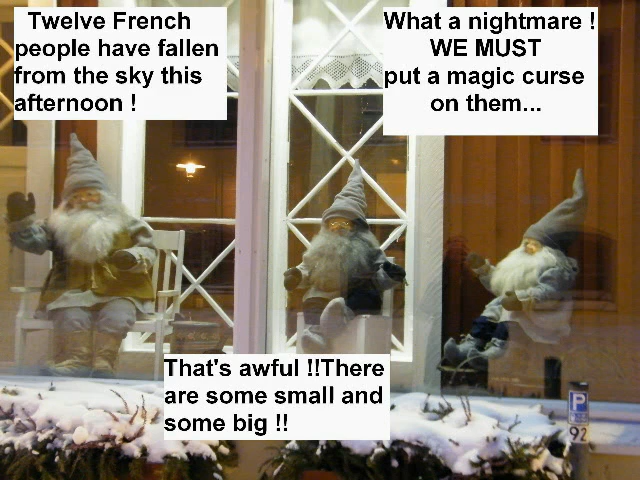 Twelve French
people have fallen
from the sky this
afternoon !
What a nightmare !
WE MUST
put a magic curse
on them...
That's awful !!There
are some small and
some big !!
P
92